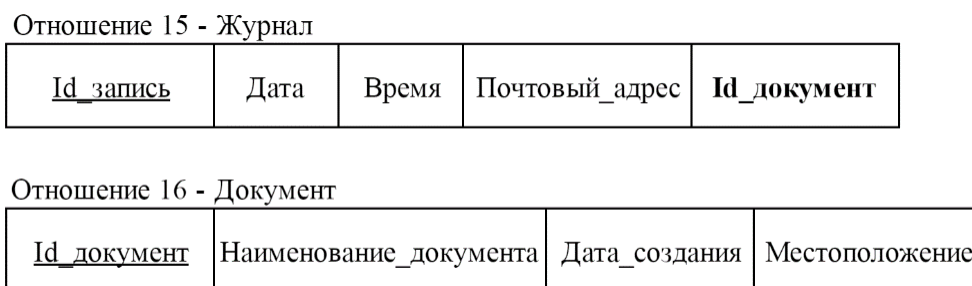 Отношение 15 - Журнал
Id_запись Дата Время Почтовый_адрес Id_документ
Отношение 16 - Документ
Id_документ Наименование_документа Дата_создания Местоположение